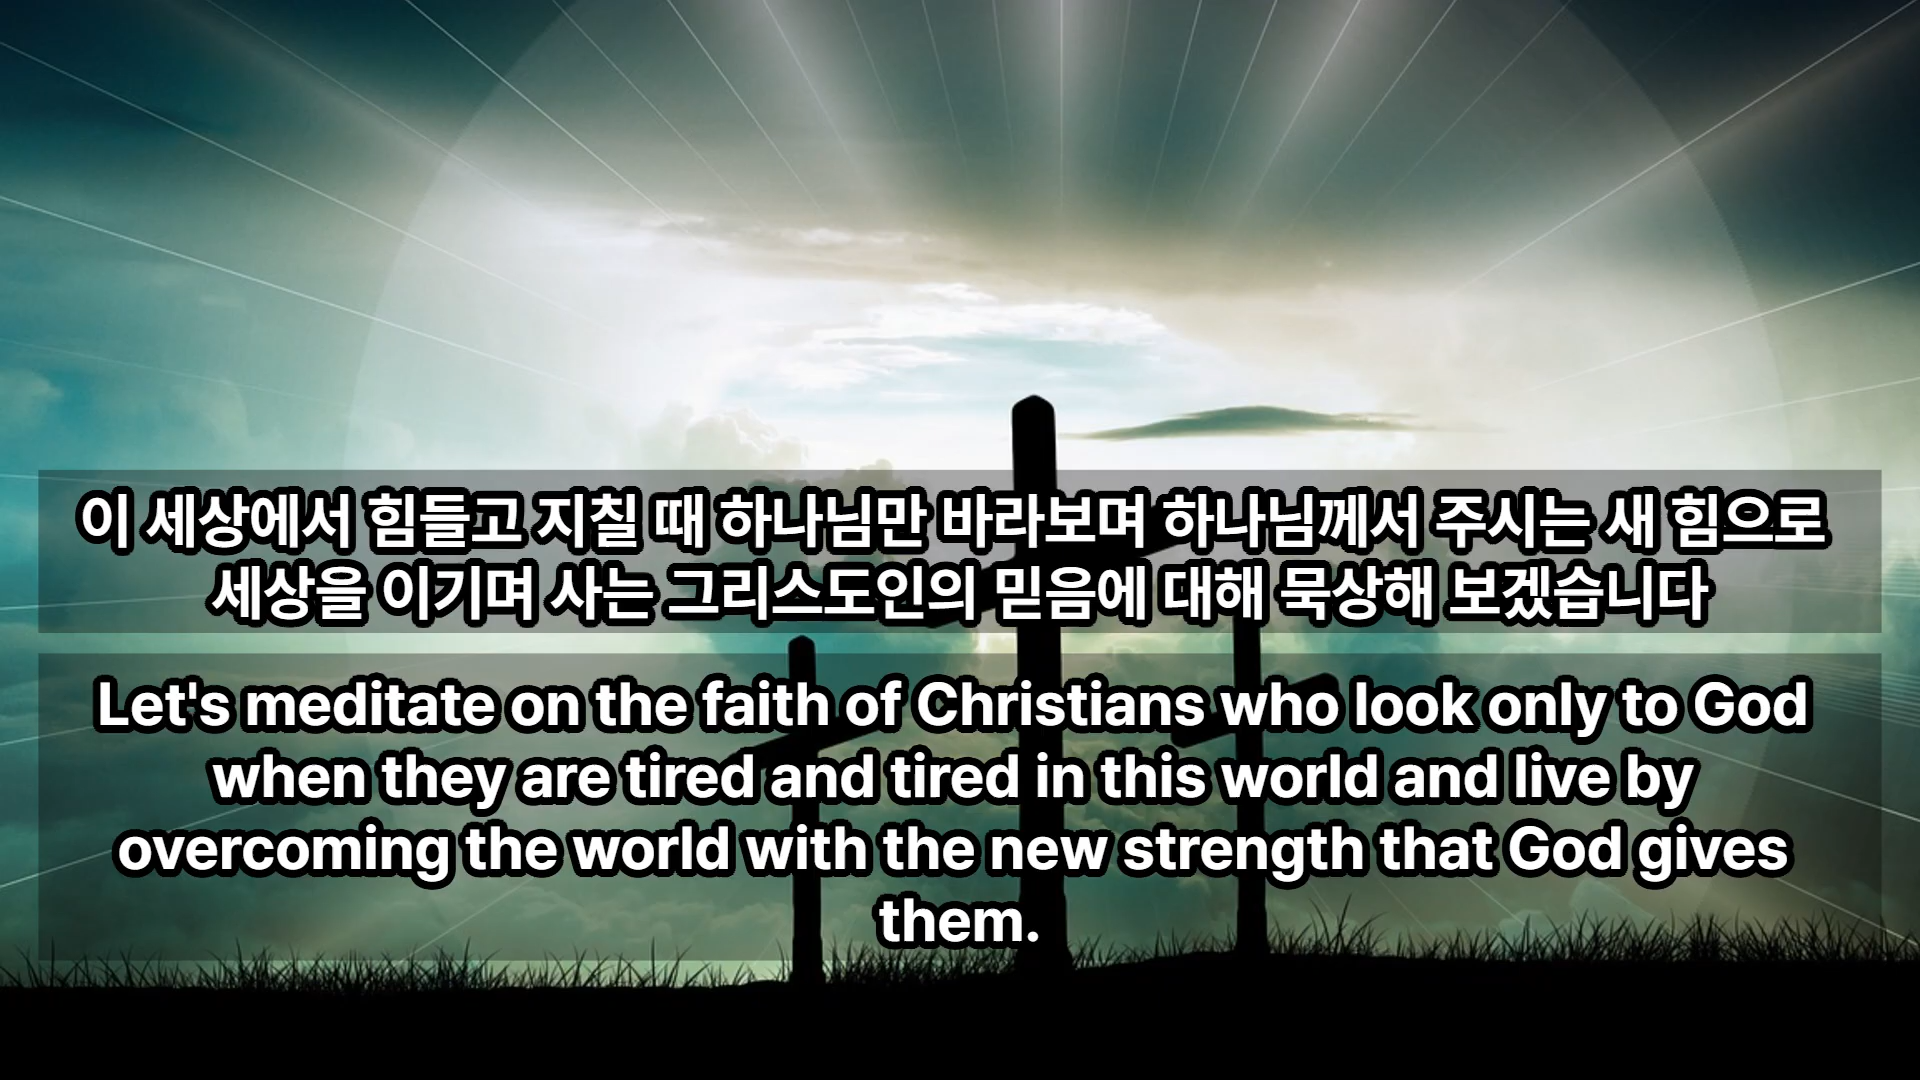 이 세상에서 힘들고 지칠 때 하나님만 바라보며 하나님께서 주시는 새 힘으로
세상을 이기며 사는 그리스도인의 믿음에 대해 묵상해 보겠습니다
Let's meditate on the faith of Christians who look only to God
when they are tired and tired in this world and live by
overcoming the world with the new strength that God gives
them.